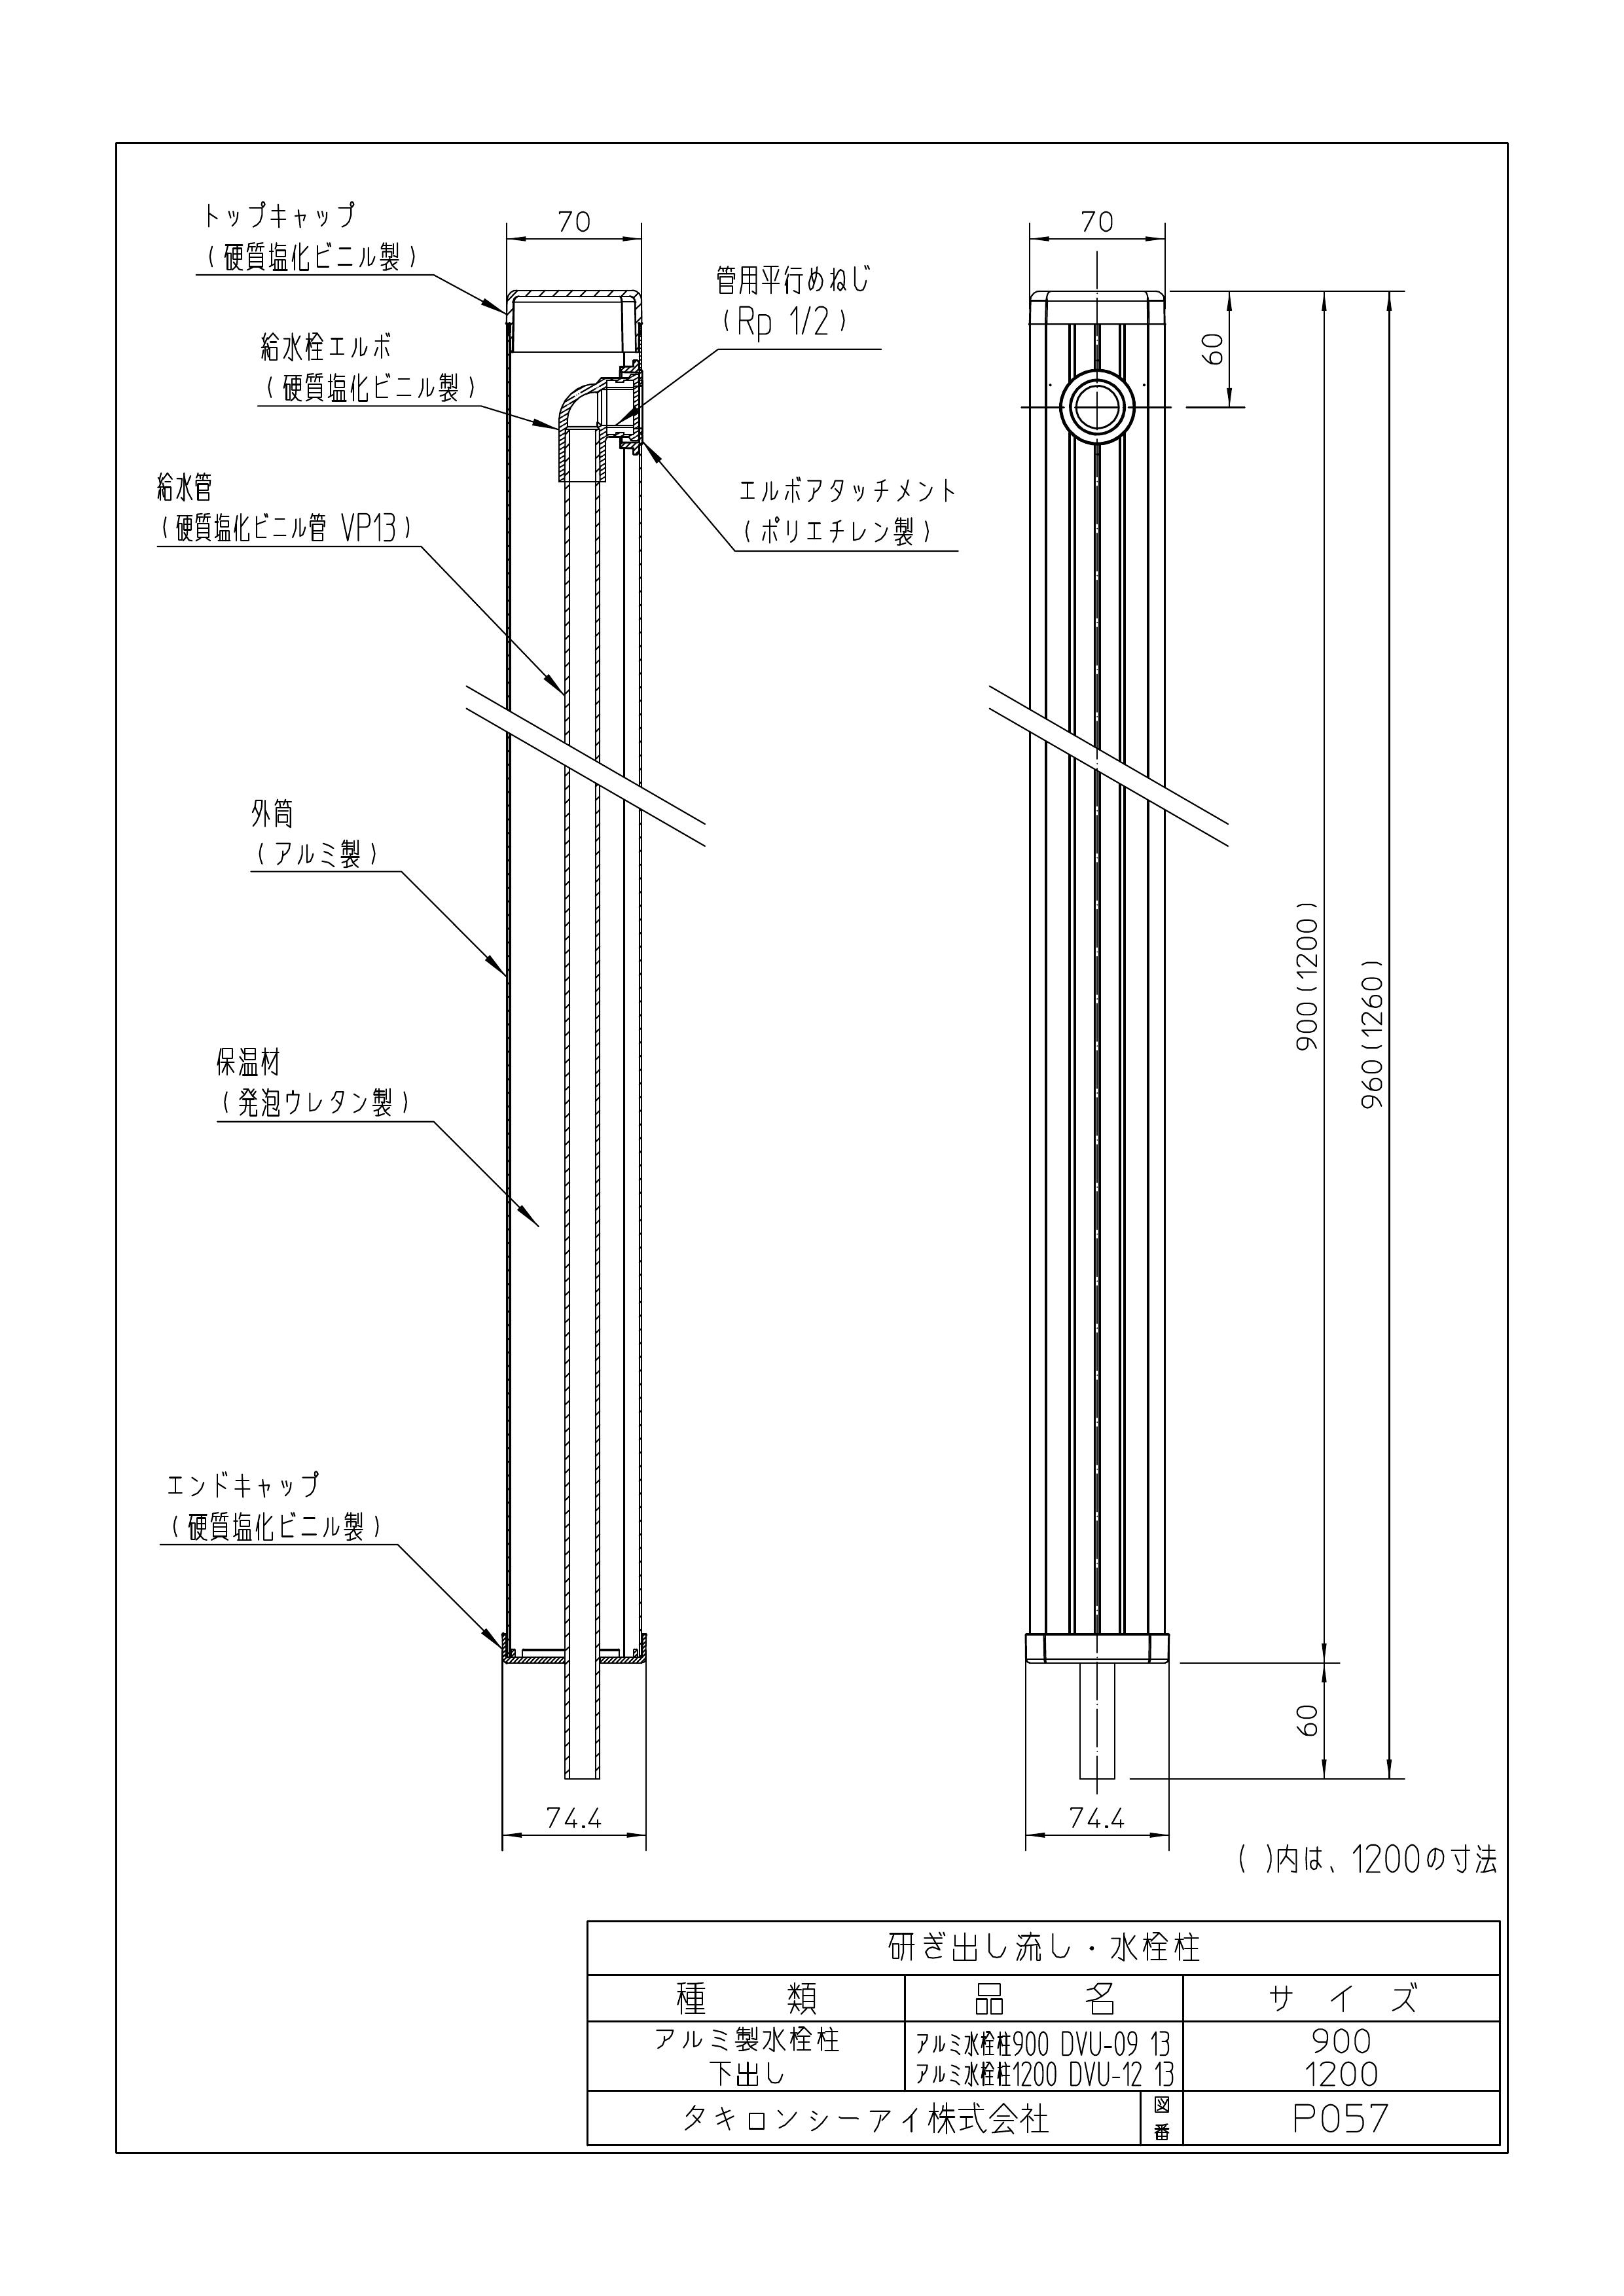 トップキャップ
(硬質塩化ビニル製)
70
70
管用平行めねじ
(Rp 1/2)
給水栓エルボ
(硬質塩化ビニル製)
60
給水管
(硬質塩化ビニル管 VP13)
エルボアタッチメント
(ポリエチレン製)
外筒
(アルミ製)
900(1200)
960(1260)
保温材
(発泡ウレタン製)
エンドキャップ
(硬質塩化ビニル製)
60
74.4
74.4
( )内は、1200の寸法
研ぎ出し流し・水栓柱
種 類 品 名 サ イ ズ
アルミ製水栓柱 アルミ水栓柱900 DVU-09 13 900
下出し アルミ水栓柱1200 DVU-12 13 1200
タキロンシーアイ株式会社 図番 P057